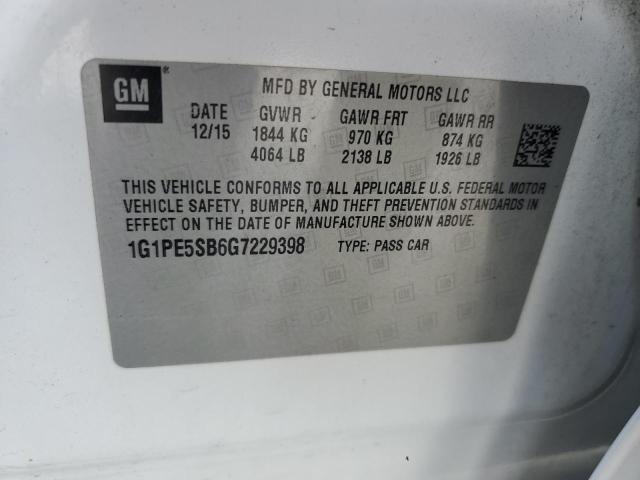 GM
MFD BY GENERAL MOTORS LLC
DATE GVWR GAWR FRT GAWR RR
12/15 1844 KG 970 KG 874 KG
4064 LB 2138 LB 1926 LB
THIS VEHICLE CONFORMS TO ALL APPLICABLE U.S. FEDERAL MOTOR
VEHICLE SAFETY, BUMPER, AND THEFT PREVENTION STANDARDS IN
EFFECT ON THE DATE OF MANUFACTURE SHOWN ABOVE.
1G1PE5SB6G7229398 TYPE: PASS CAR